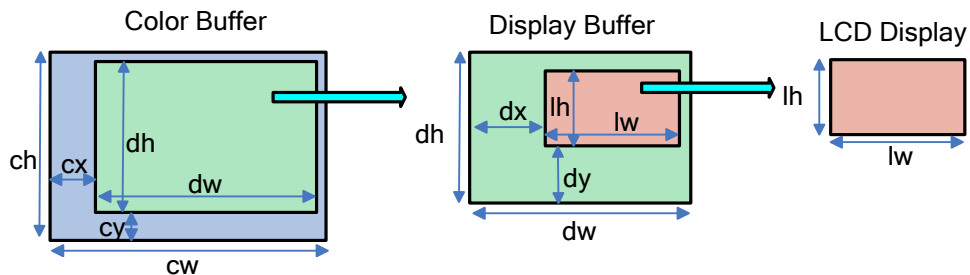 Color Buffer
Display Buffer
LCD Display
ch
cx
dh
dw
cy
cw
dh
dx
lh
lw
dy
dw
lh
lw